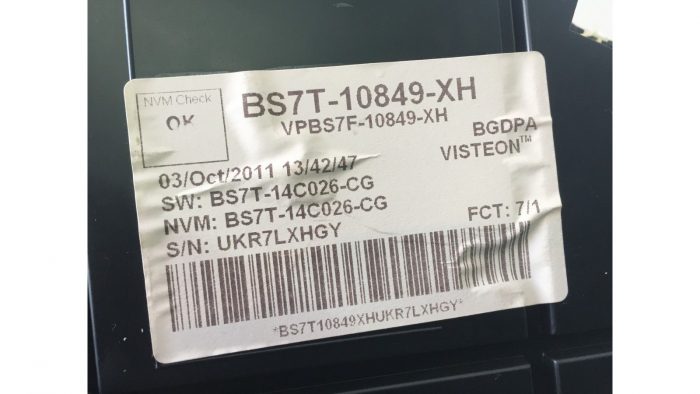 NVM Check
OK
BS7T-10849-XH
VPBS7F-10849-XH
BGDPA
VISTEON™
03/Oct/2011 13/42/47
SW: BS7T-14C026-CG
NVM: BS7T-14C026-CG
S/N: UKR7LXHGY
FCT: 7/1
*BS7T10849XHUKR7LXHGY*